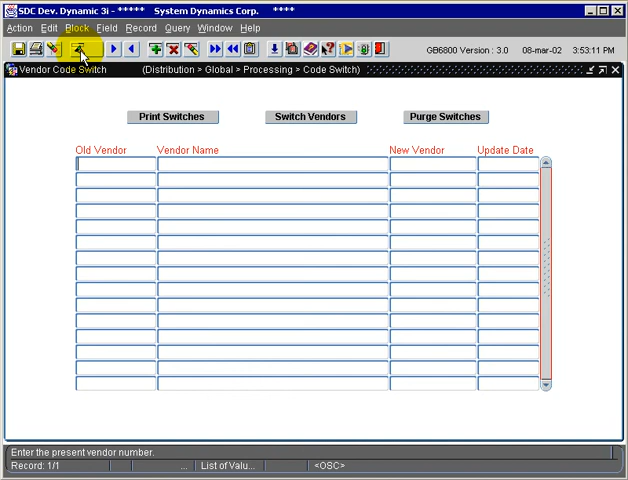 SDC Dev. Dynamic 3i - ***** System Dynamics Corp. ****
Action Edit Block Field Record Query Window Help
GB6800 Version : 3.0 08-mar-02 3:53:11 PM
Vendor Code Switch (Distribution > Global > Processing > Code Switch)
Print Switches Switch Vendors Purge Switches
Old Vendor Vendor Name New Vendor Update Date
Enter the present vendor number.
Record: 1/1 ... List of Valu... <OSC>